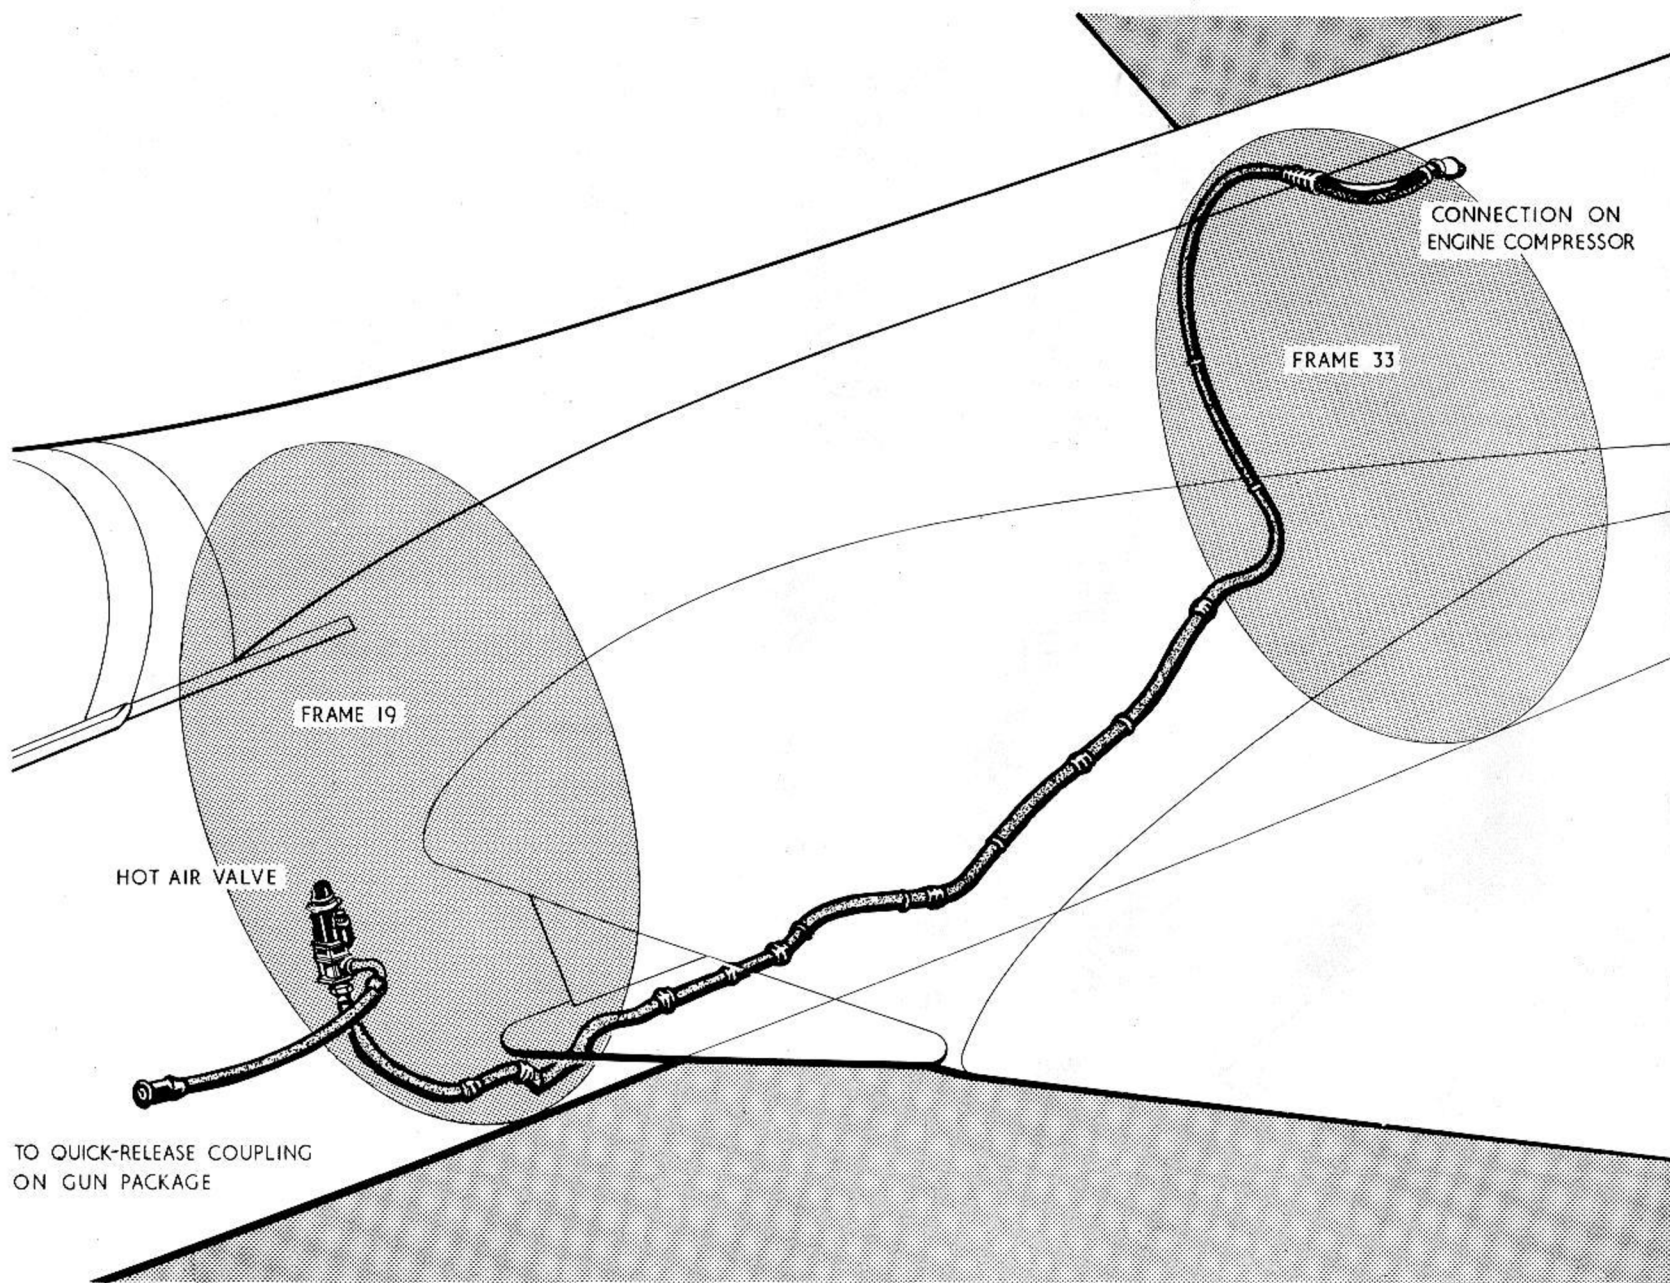 CONNECTION ON
ENGINE COMPRESSOR
FRAME 33
FRAME 19
HOT AIR VALVE
TO QUICK-RELEASE COUPLING
ON GUN PACKAGE